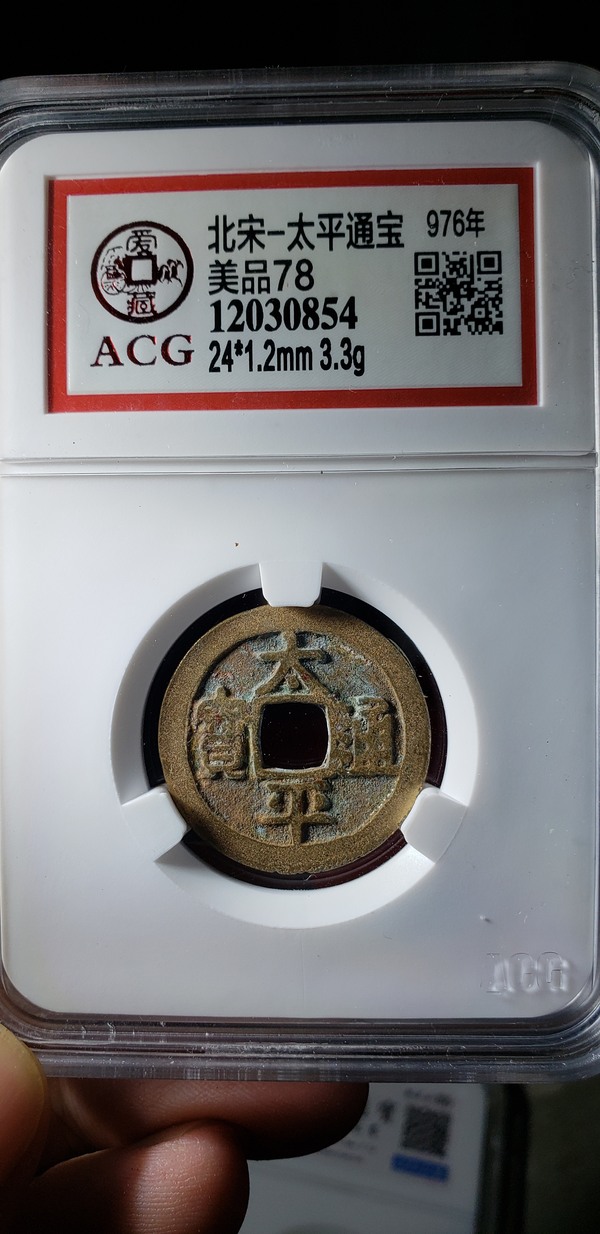 北宋-太平通宝 976年
美品78
12030854
24*1.2mm 3.3g
愛
藏
ACG
太
通
寶
平
ACG